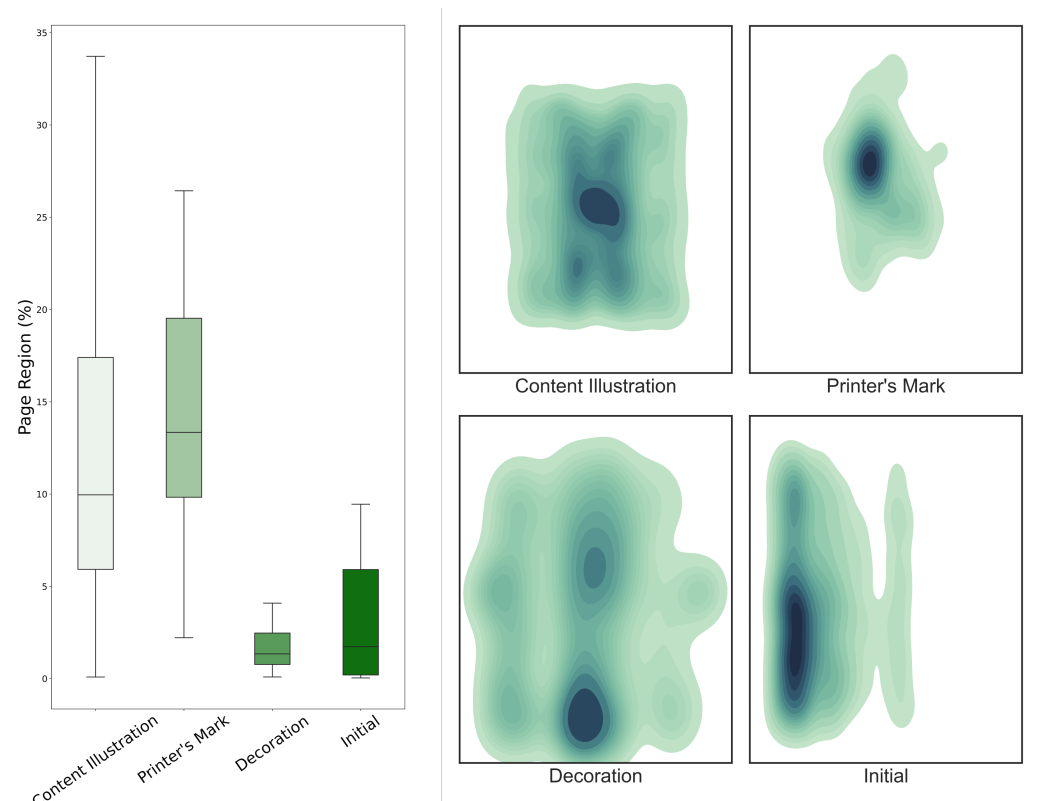 35
30
25
20
15
10
5
0
Page Region (%)
Content Illustration
Printer's Mark
Decoration
Initial
Content Illustration
Printer's Mark
Decoration
Initial